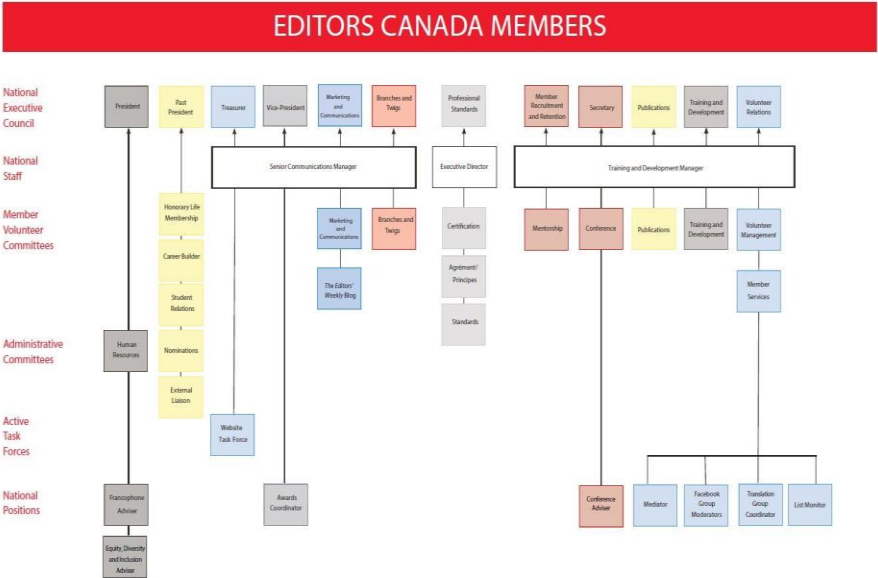 EDITORS CANADA MEMBERS
National
Executive
Council
President
Past
President
Treasurer
Vice-President
Marketing
and
Communications
Branches and
Twigs
Professional
Standards
Member
Recruitment
and Retention
Secretary
Publications
Training and
Development
Volunteer
Relations
National
Staff
Senior Communications Manager
Executive Director
Training and Development Manager
Member
Volunteer
Committees
Honorary Life
Membership
Career Builder
Student
Relations
Marketing
and
Communications
The Editors'
Weekly Blog
Branches and
Twigs
Certification
Agrément/
Principes
Standards
Mentorship
Conference
Publications
Training and
Development
Volunteer
Management
Member
Services
Administrative
Committees
Human
Resources
Nominations
External
Liaison
Active
Task
Forces
Website
Task Force
National
Positions
Francophone
Adviser
Equity, Diversity
and Inclusion
Adviser
Awards
Coordinator
Conference
Adviser
Mediator
Facebook
Group
Moderators
Translation
Group
Coordinator
List Monitor